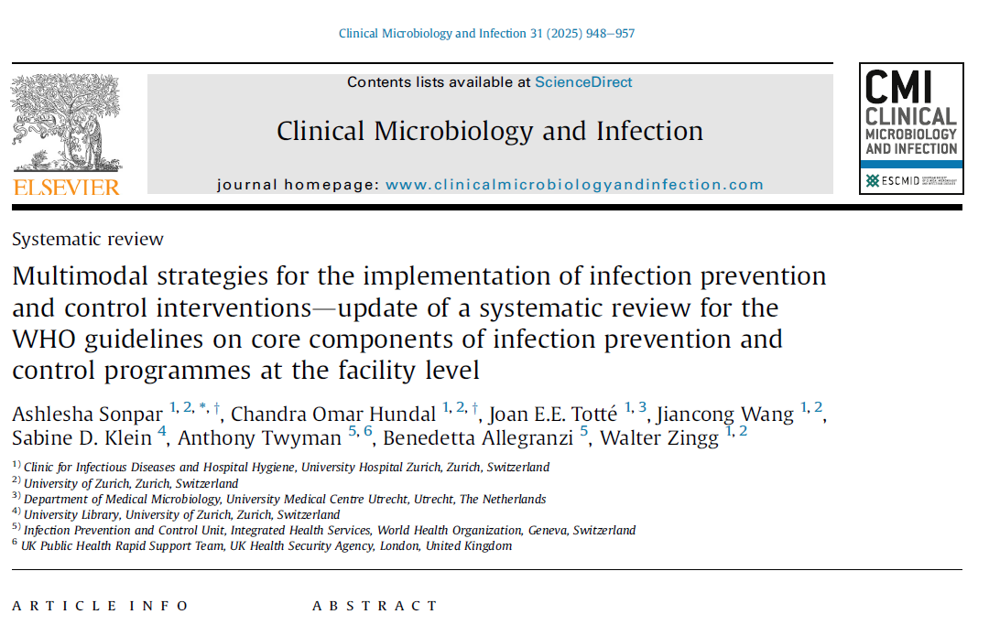 Clinical Microbiology and Infection 31 (2025) 948–957
Contents lists available at ScienceDirect
Clinical Microbiology and Infection
journal homepage: www.clinicalmicrobiologyandinfection.com
ELSEVIER
CMI
CLINICAL
MICROBIOLOGY
AND INFECTION
ESCMID
Systematic review
Multimodal strategies for the implementation of infection prevention
and control interventions—update of a systematic review for the
WHO guidelines on core components of infection prevention and
control programmes at the facility level
Ashlesha Sonpar 1, 2, *, †, Chandra Omar Hundal 1, 2, †, Joan E.E. Totté 1, 3, Jiancong Wang 1, 2,
Sabine D. Klein 4, Anthony Twyman 5, 6, Benedetta Allegranzi 5, Walter Zingg 1, 2
1) Clinic for Infectious Diseases and Hospital Hygiene, University Hospital Zurich, Zurich, Switzerland
2) University of Zurich, Zurich, Switzerland
3) Department of Medical Microbiology, University Medical Centre Utrecht, Utrecht, The Netherlands
4) University Library, University of Zurich, Zurich, Switzerland
5) Infection Prevention and Control Unit, Integrated Health Services, World Health Organization, Geneva, Switzerland
6 UK Public Health Rapid Support Team, UK Health Security Agency, London, United Kingdom
ARTICLE INFO
ABSTRACT